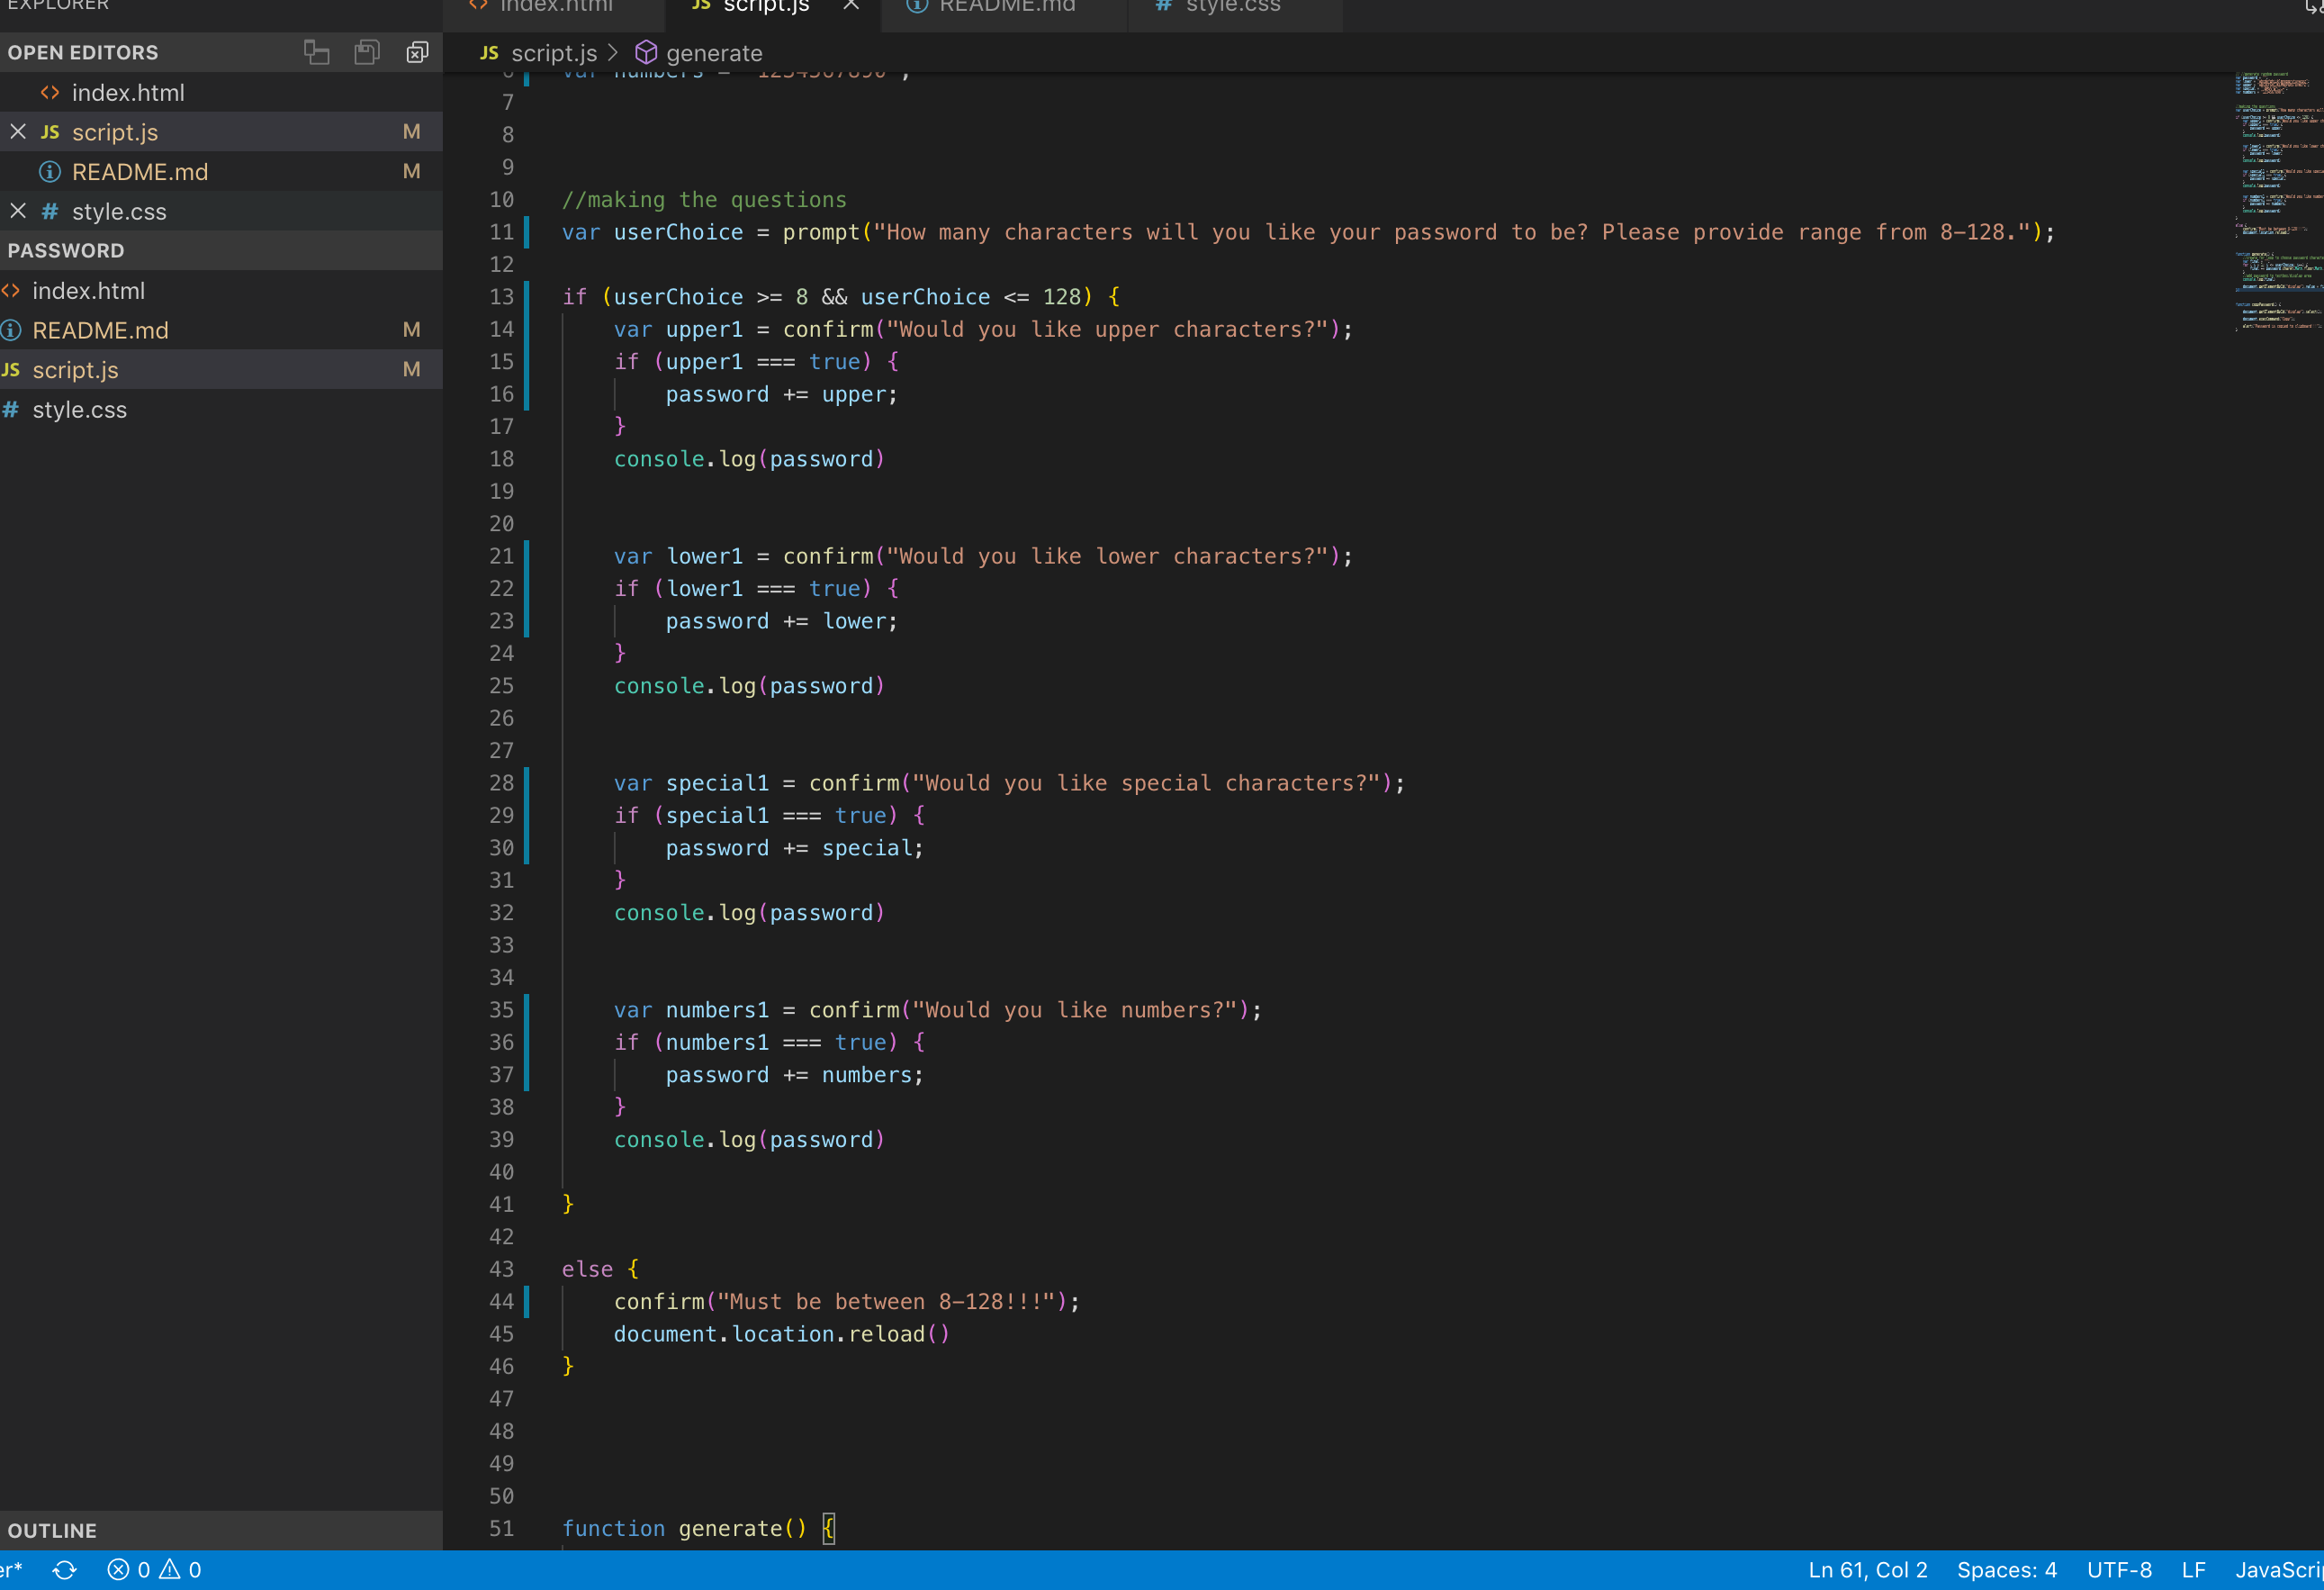 EXPLORER
index.html
JS script.js
README.md
# style.css
OPEN EDITORS
JS script.js > generate
index.html
JS script.js M
README.md M
# style.css
PASSWORD
index.html
README.md M
JS script.js M
# style.css
6 var numbers = "1234567890";
7
8
9
10 //making the questions
11 var userChoice = prompt("How many characters will you like your password to be? Please provide range from 8-128.");
12
13 if (userChoice >= 8 && userChoice <= 128) {
14 var upper1 = confirm("Would you like upper characters?");
15 if (upper1 === true) {
16 password += upper;
17 }
18 console.log(password)
19
20
21 var lower1 = confirm("Would you like lower characters?");
22 if (lower1 === true) {
23 password += lower;
24 }
25 console.log(password)
26
27
28 var special1 = confirm("Would you like special characters?");
29 if (special1 === true) {
30 password += special;
31 }
32 console.log(password)
33
34
35 var numbers1 = confirm("Would you like numbers?");
36 if (numbers1 === true) {
37 password += numbers;
38 }
39 console.log(password)
40
41 }
42
43 else {
44 confirm("Must be between 8-128!!!");
45 document.location.reload()
46 }
47
48
49
50
51 function generate() {
OUTLINE
er* 0 0
Ln 61, Col 2 Spaces: 4 UTF-8 LF JavaScri